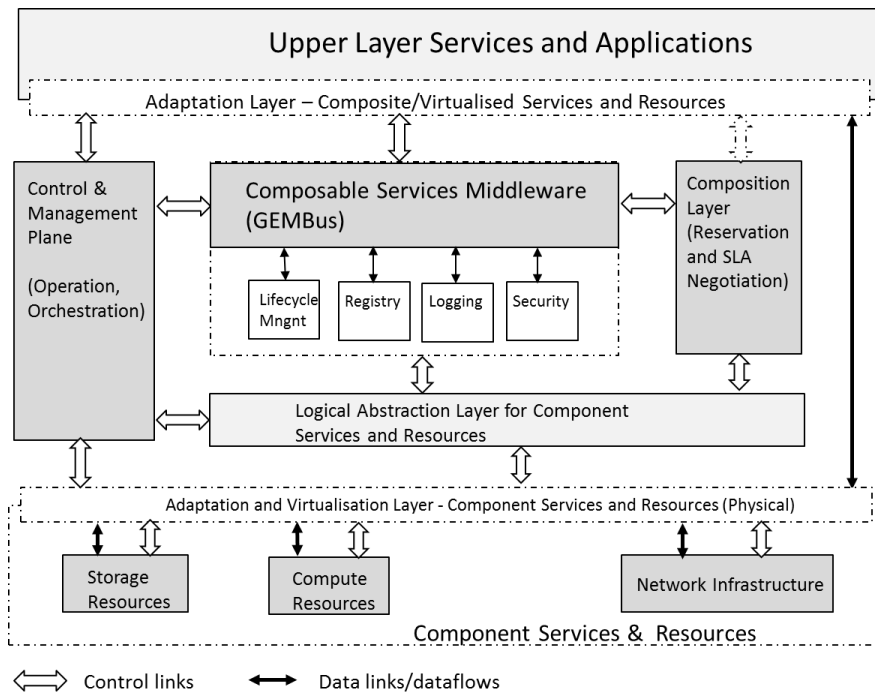 Upper Layer Services and Applications
Adaptation Layer – Composite/Virtualised Services and Resources
Control &
Management
Plane
(Operation,
Orchestration)
Composable Services Middleware
(GEMBus)
Composition
Layer
(Reservation
and SLA
Negotiation)
Lifecycle
Mngnt
Registry
Logging
Security
Logical Abstraction Layer for Component
Services and Resources
Adaptation and Virtualisation Layer - Component Services and Resources (Physical)
Storage
Resources
Compute
Resources
Network Infrastructure
Component Services & Resources
Control links
Data links/dataflows